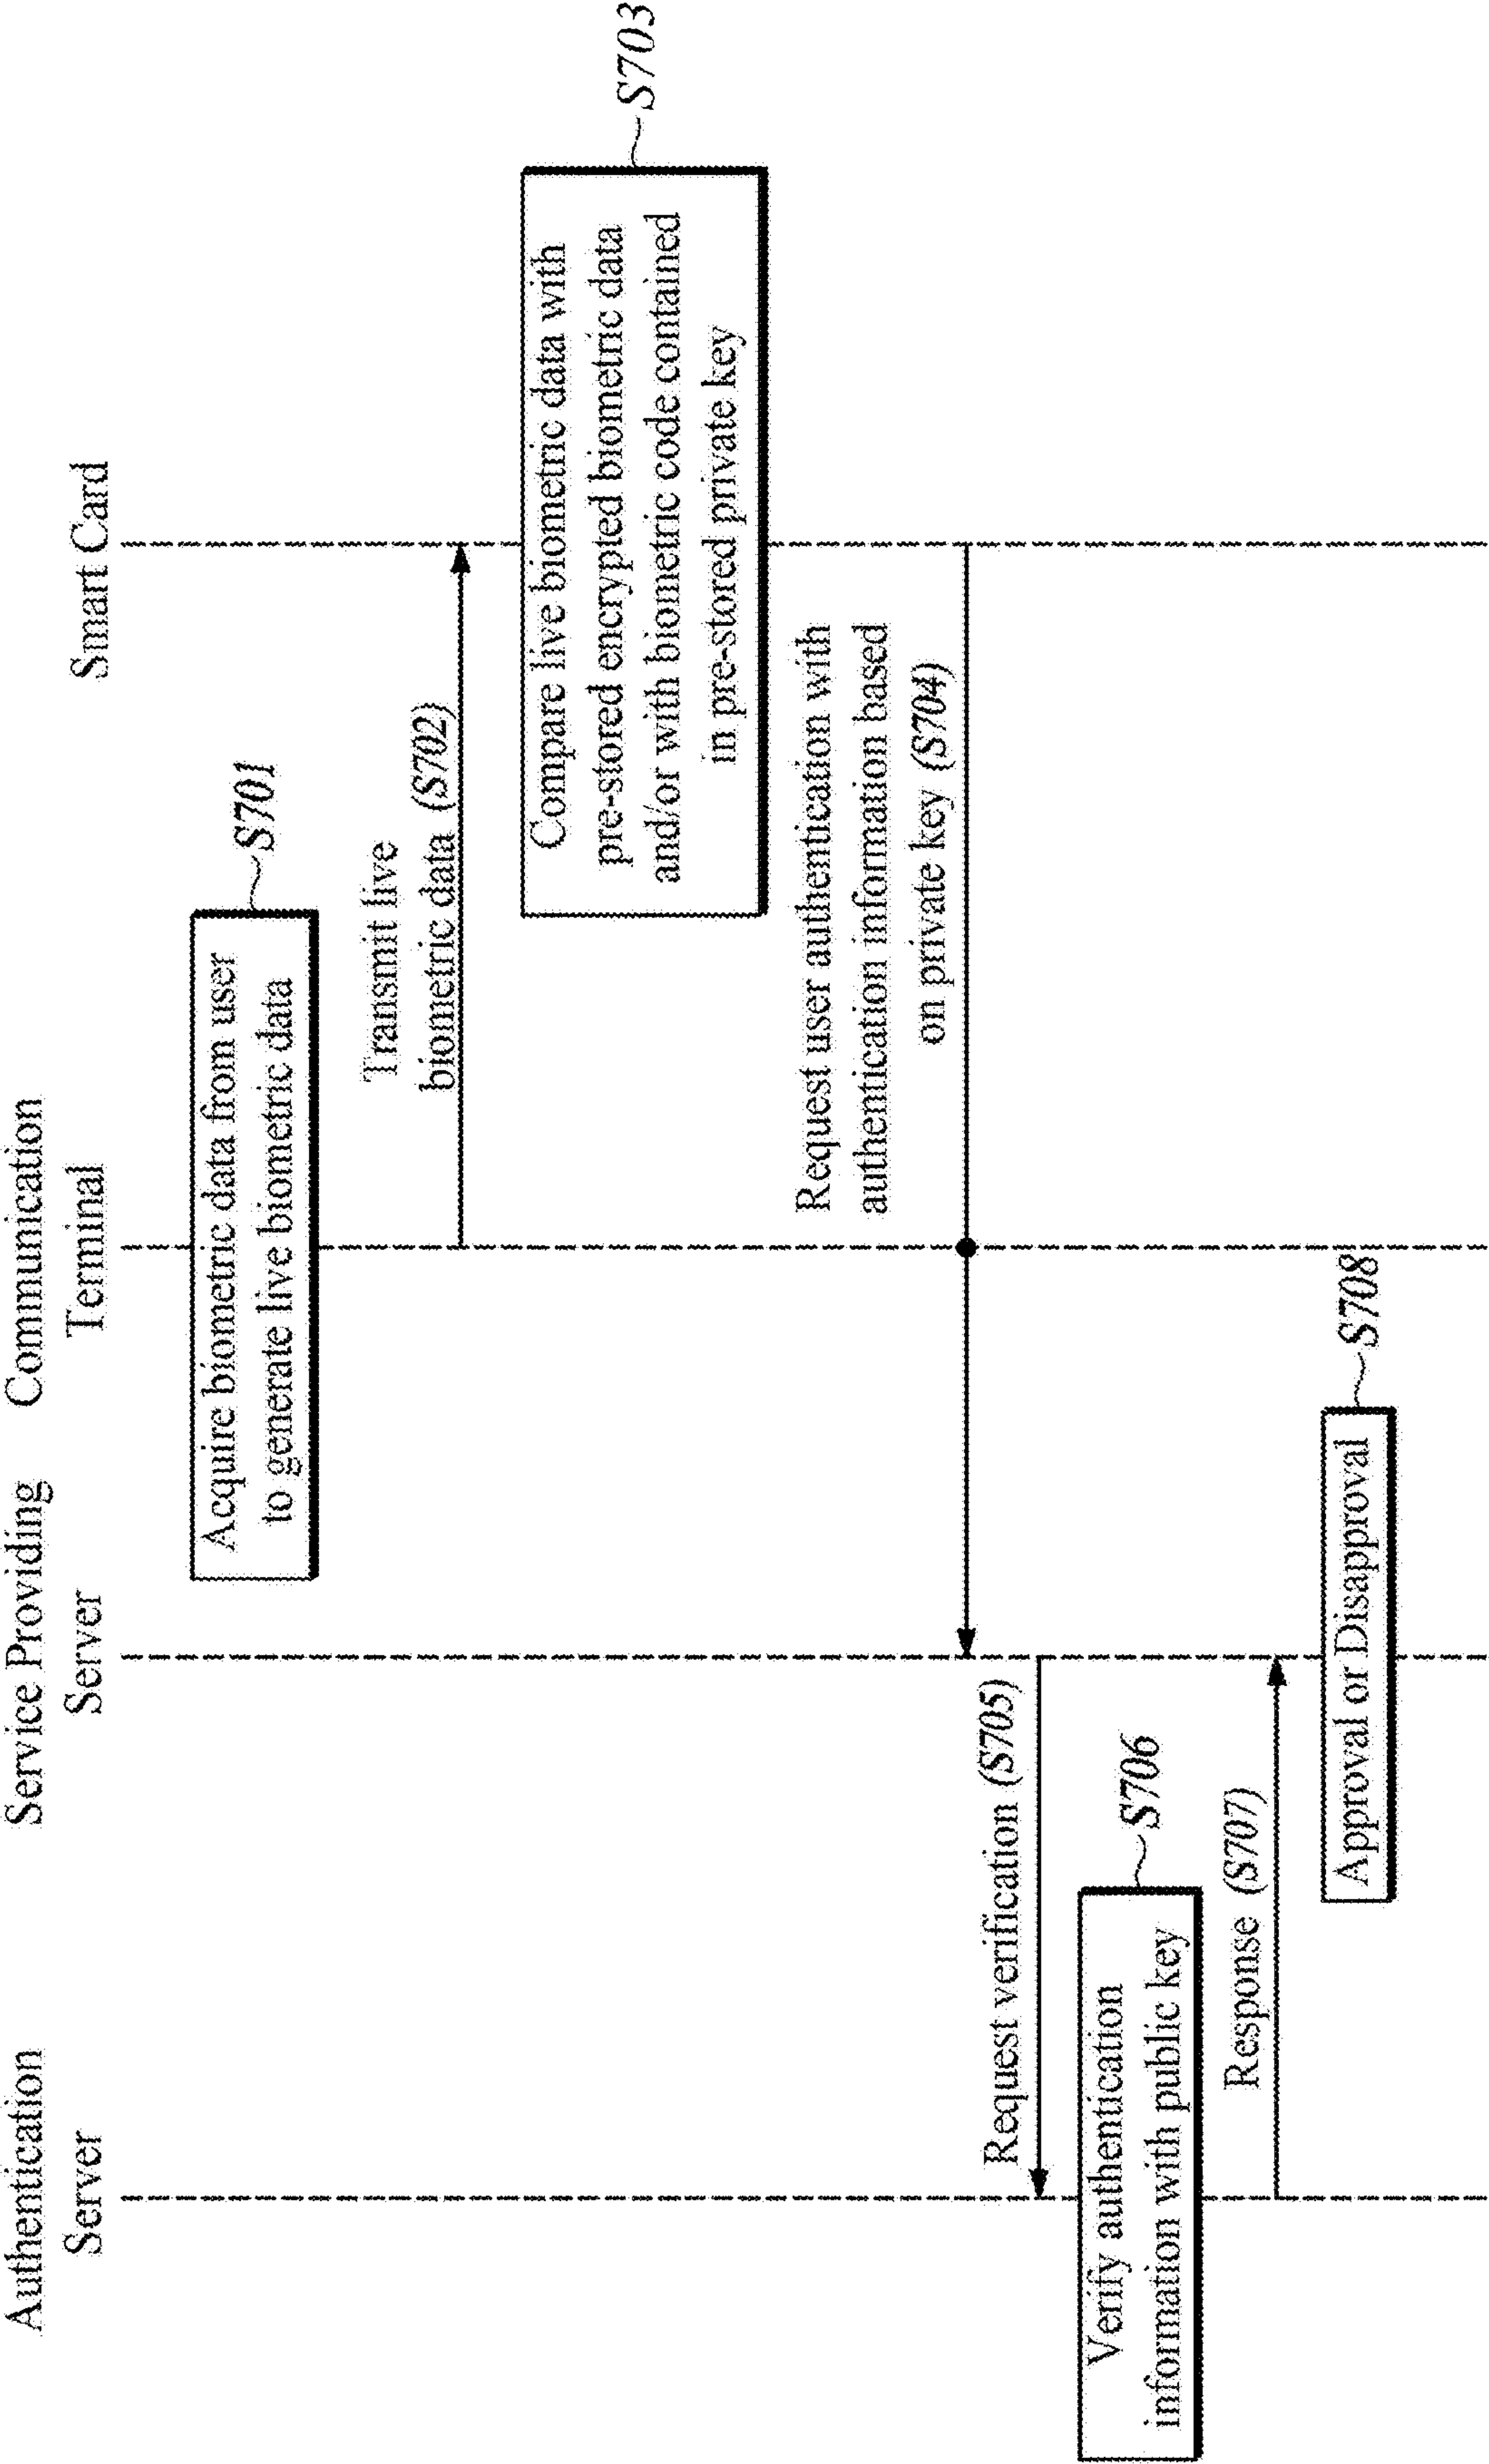 Authentication
Server
Service Providing
Server
Communication
Terminal
Smart Card
Acquire biometric data from user
to generate live biometric data
S701
Transmit live
biometric data (S702)
Compare live biometric data with
pre-stored encrypted biometric data
and/or with biometric code contained
in pre-stored private key
S703
Request user authentication with
authentication information based
on private key (S704)
Request verification (S705)
Verify authentication
information with public key
S706
Response (S707)
Approval or Disapproval
S708